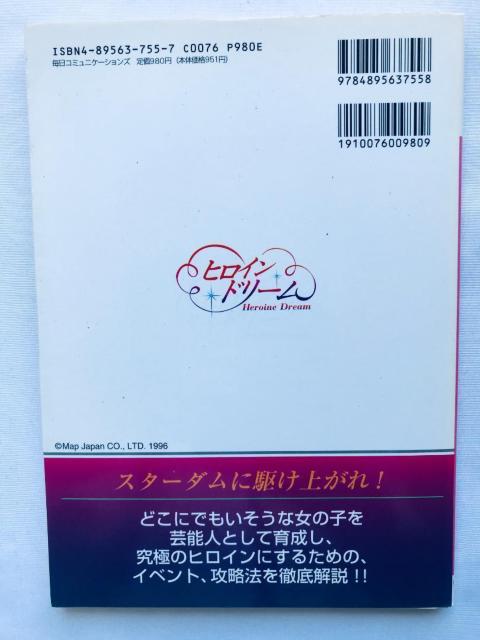 ISBN4-89563-755-7 C0076 P980E
毎日コミュニケーションズ 定価980円(本体価格951円)
9784895637558
1910076009809
ヒロイン
ドリーム
Heroine Dream
©Map Japan CO., LTD. 1996
スターダムに駆け上がれ!
どこにでもいそうな女の子を
芸能人として育成し、
究極のヒロインにするための、
イベント、攻略法を徹底解説!!